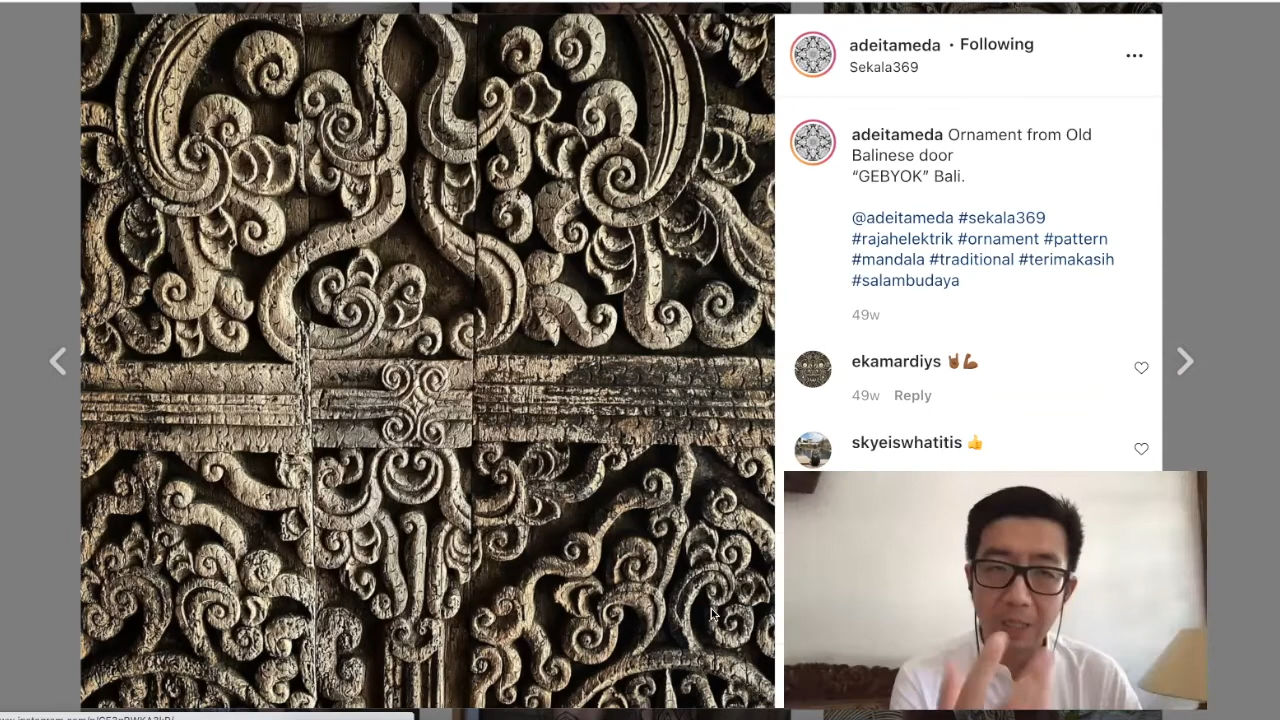 adeitameda • Following
Sekala369
adeitameda Ornament from Old
Balinese door
“GEBYOK” Bali.
@adeitameda #sekala369
#rajahelektrik #ornament #pattern
#mandala #traditional #terimakasih
#salambudaya
49w
ekamardiys 🤘🏾💪🏾
49w Reply
skyeiswhatitis 👍